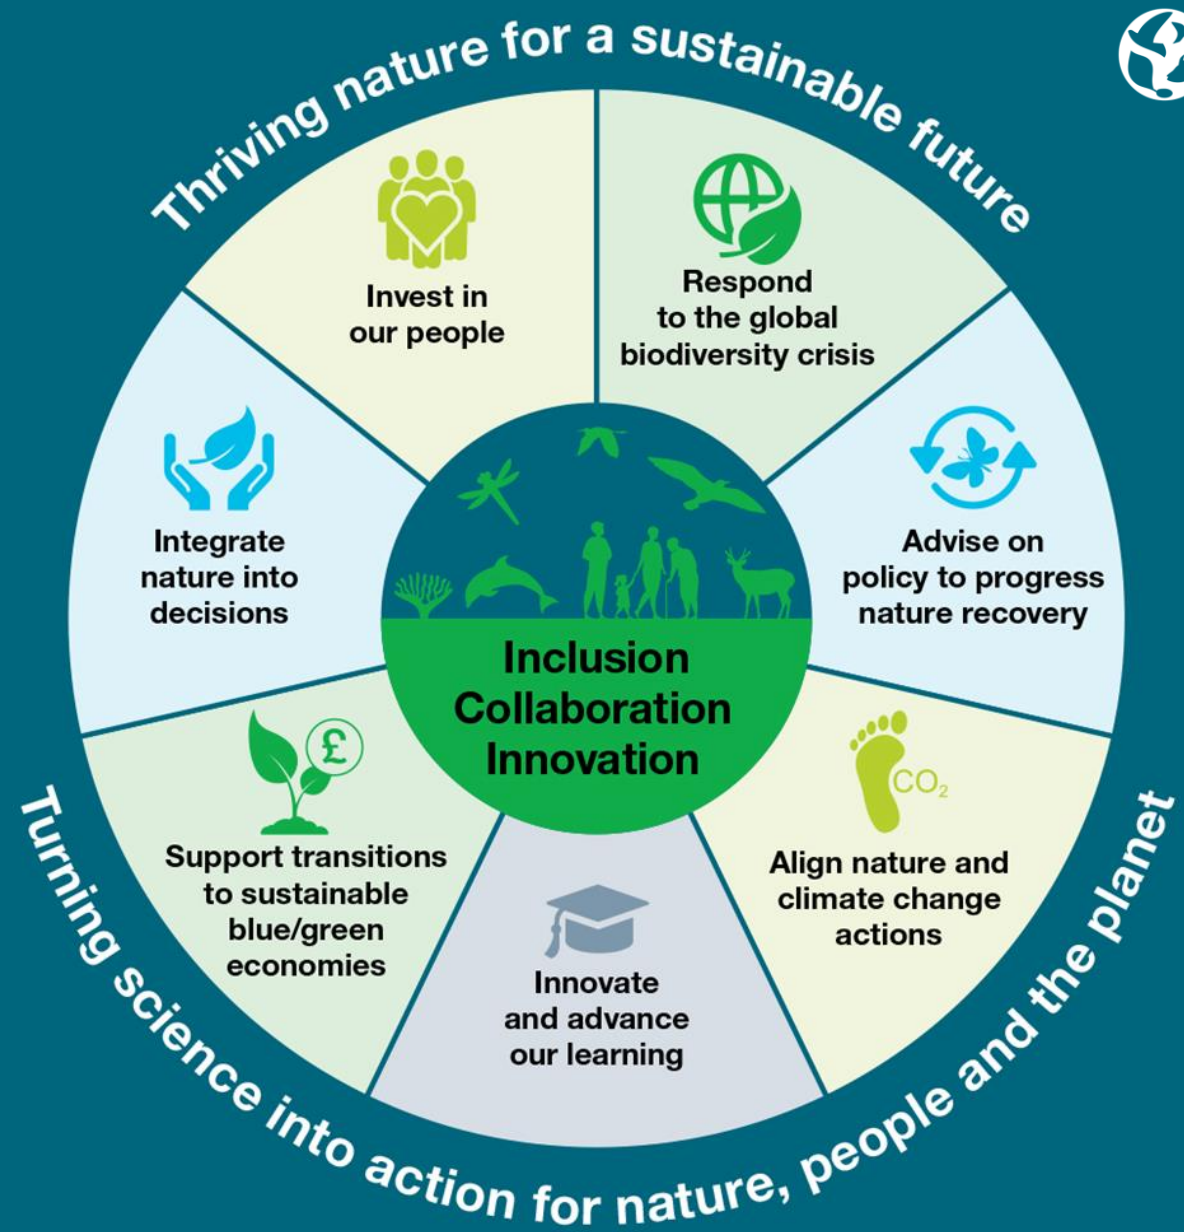 Thriving nature for a sustainable future
Invest in
our people
Respond
to the global
biodiversity crisis
Integrate
nature into
decisions
Advise on
policy to progress
nature recovery
Inclusion
Collaboration
Innovation
£
Support transitions
to sustainable
blue/green
economies
CO₂
Align nature and
climate change
actions
Innovate
and advance
our learning
Turning science into action for nature, people and the planet